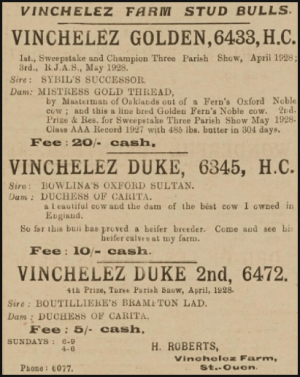 VINCHELEZ FARM STUD BULLS.
VINCHELEZ GOLDEN, 6433, H.C.
1st., Sweepstake and Champion Three Parish Show, April 1928;
3rd., R.J.A.S., May 1928.
Sire: SYBIL'S SUCCESSOR.
Dam: MISTRESS GOLD THREAD,
by Masterman of Oaklands out of a Fern's Oxford Noble
cow; and this a line bred Golden Fern's Noble cow. 2nd.
Prize & Res. for Sweepstake Three Parish Show May 1928.
Class AAA Record 1927 with 485 lbs. butter in 304 days.
Fee: 20/- cash.
VINCHELEZ DUKE, 6345, H.C.
Sire: BOWLINA'S OXFORD SULTAN.
Dam: DUCHESS OF CARITA.
a beautiful cow and the dam of the best cow I owned in
England.
So far this bull has proved a heifer breeder. Come and see his
heifer calves at my farm.
Fee: 10/- cash.
VINCHELEZ DUKE 2nd, 6472.
4th Prize, Three Parish Show, April, 1928.
Sire: BOUTILLIERE'S BRAMPTON LAD.
Dam: DUCHESS OF CARITA.
Fee: 5/- cash,
SUNDAYS: 6-9
4-6
H. ROBERTS,
Vinchelez Farm,
St. Ouen.
Phone: 6077.